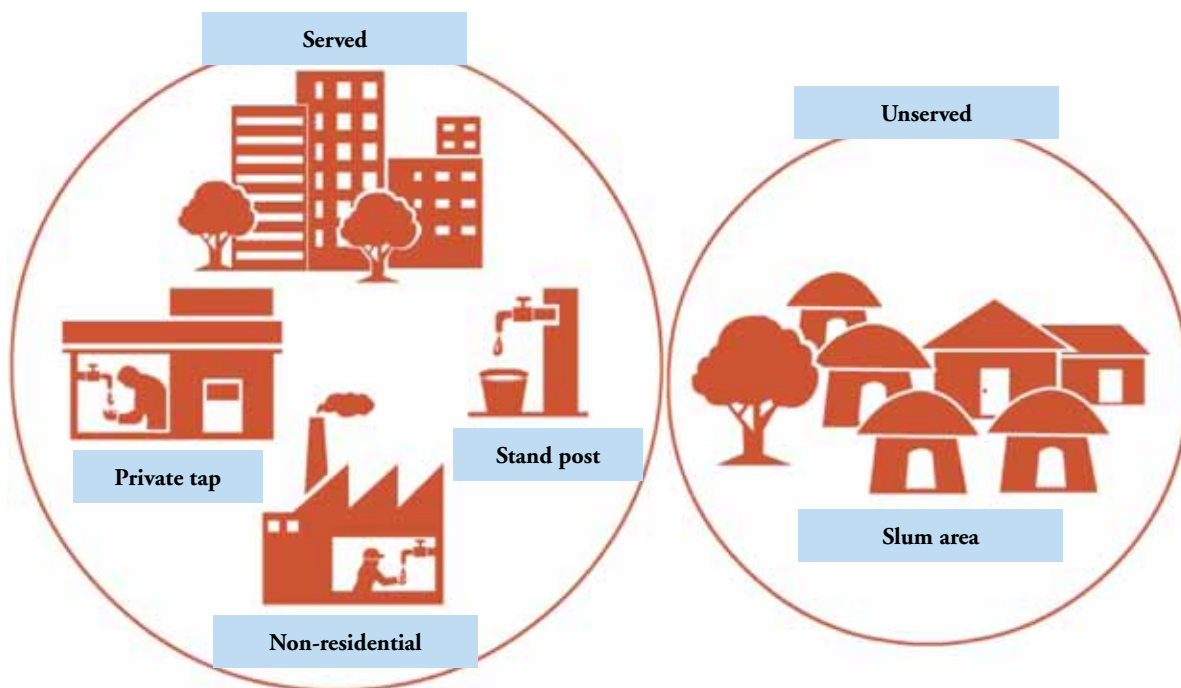 Served
Unserved
Private tap
Stand post
Non-residential
Slum area